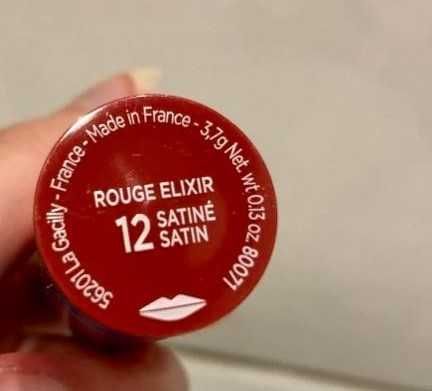 56201 La Gacilly - France - Made in France - 3,7g Net. wt 0.13 oz. 80071
ROUGE ELIXIR
12 SATINÉ
SATIN